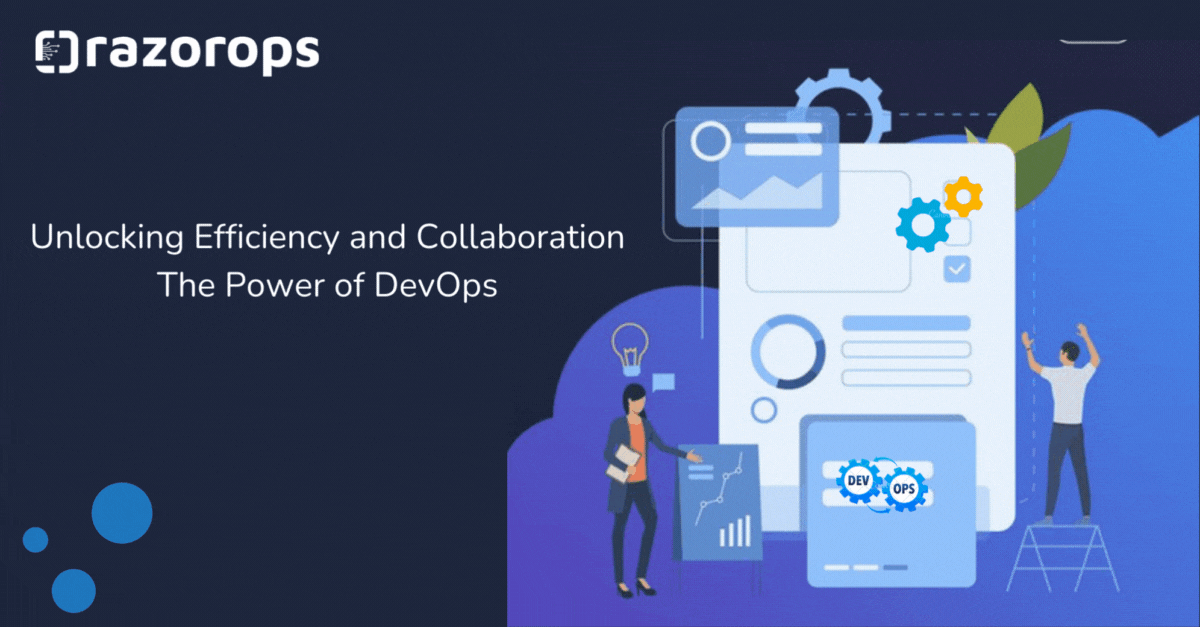 razorops
Unlocking Efficiency and Collaboration
The Power of DevOps
DEV
OPS